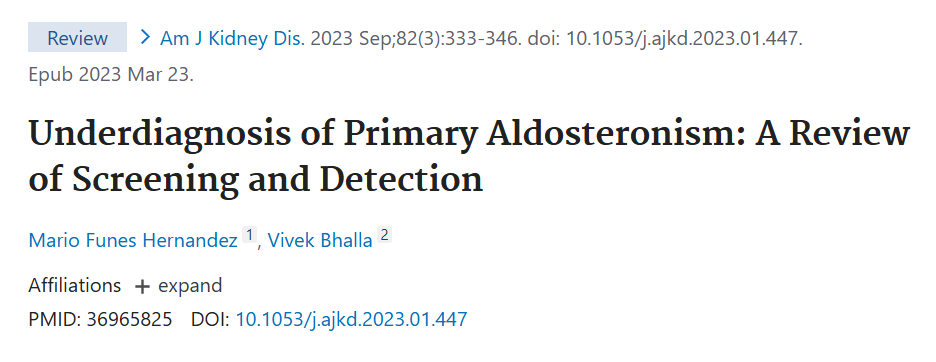 Review Am J Kidney Dis. 2023 Sep;82(3):333-346. doi: 10.1053/j.ajkd.2023.01.447.
Epub 2023 Mar 23.
Underdiagnosis of Primary Aldosteronism: A Review
of Screening and Detection
Mario Funes Hernandez 1, Vivek Bhalla 2
Affiliations + expand
PMID: 36965825 DOI: 10.1053/j.ajkd.2023.01.447